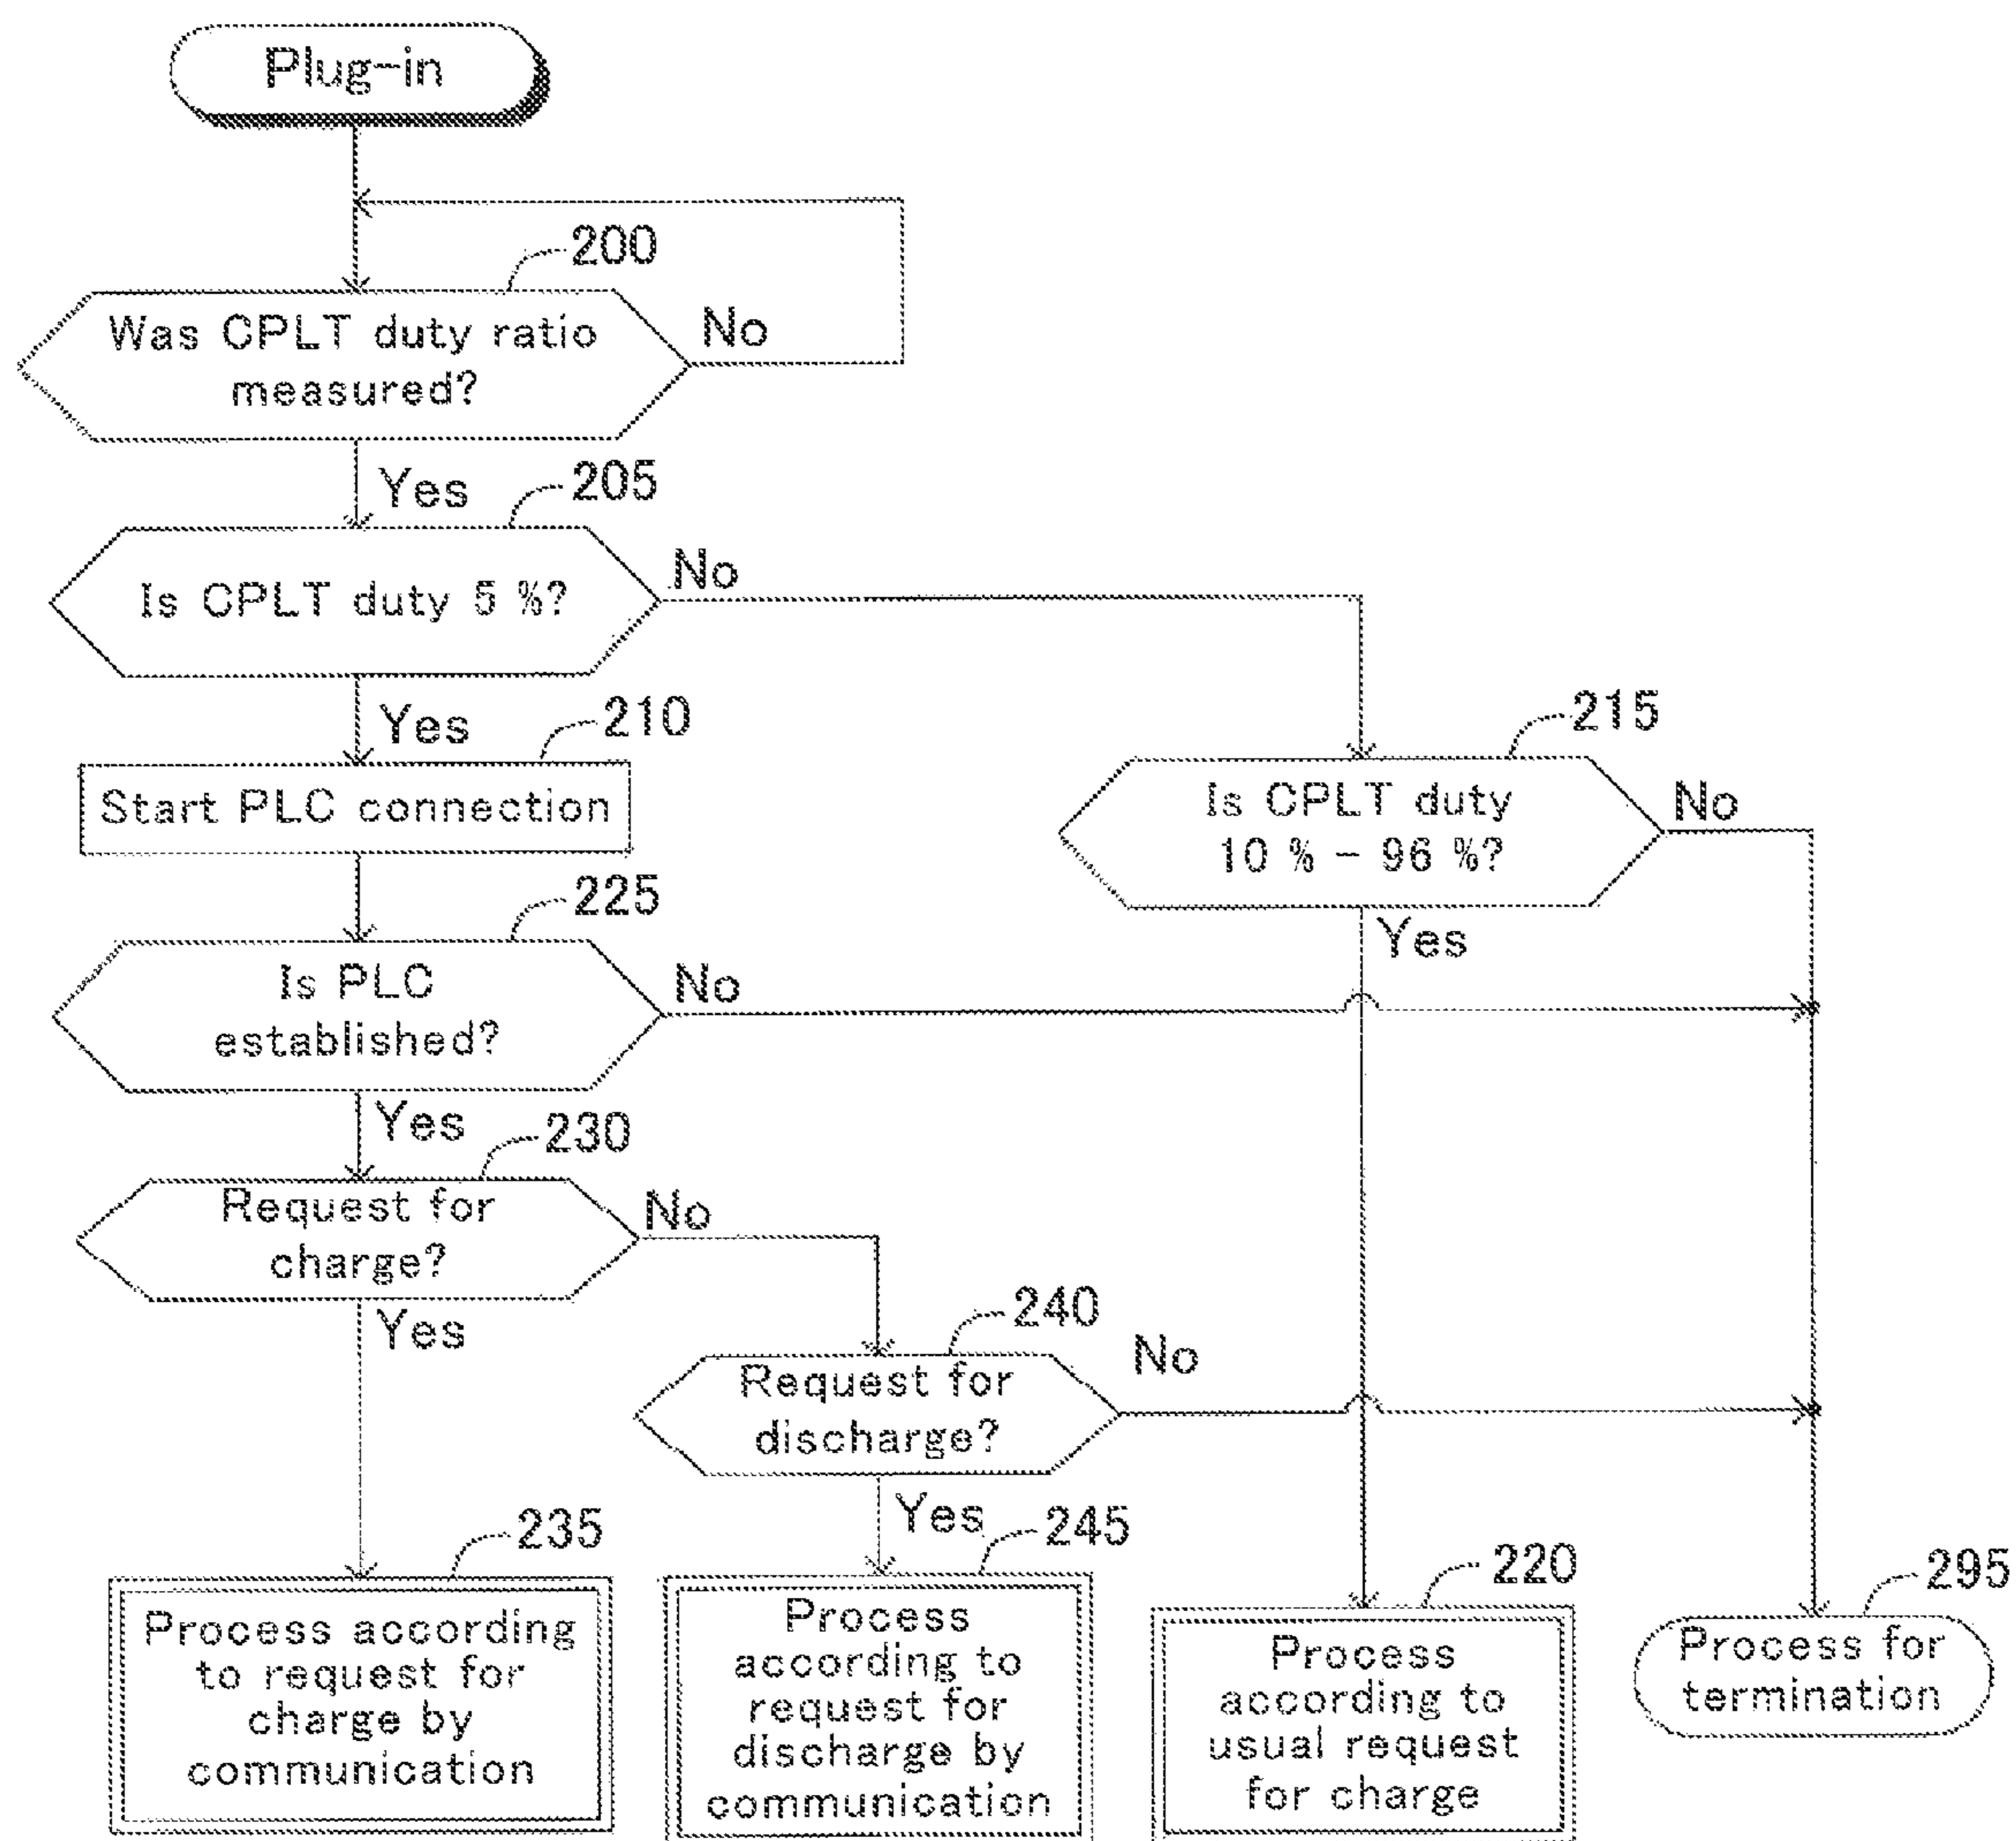 Plug-in
200
Was CPLT duty ratio
measured?
No
Yes
205
Is CPLT duty 5 %?
No
Yes
210
Start PLC connection
215
Is CPLT duty
10 % - 96 %?
No
Yes
225
Is PLC
established?
No
Yes
230
Request for
charge?
No
Yes
240
Request for
discharge?
No
Yes
235
Process according
to request for
charge by
communication
245
Process
according to
request for
discharge by
communication
220
Process
according to
usual request
for charge
295
Process for
termination